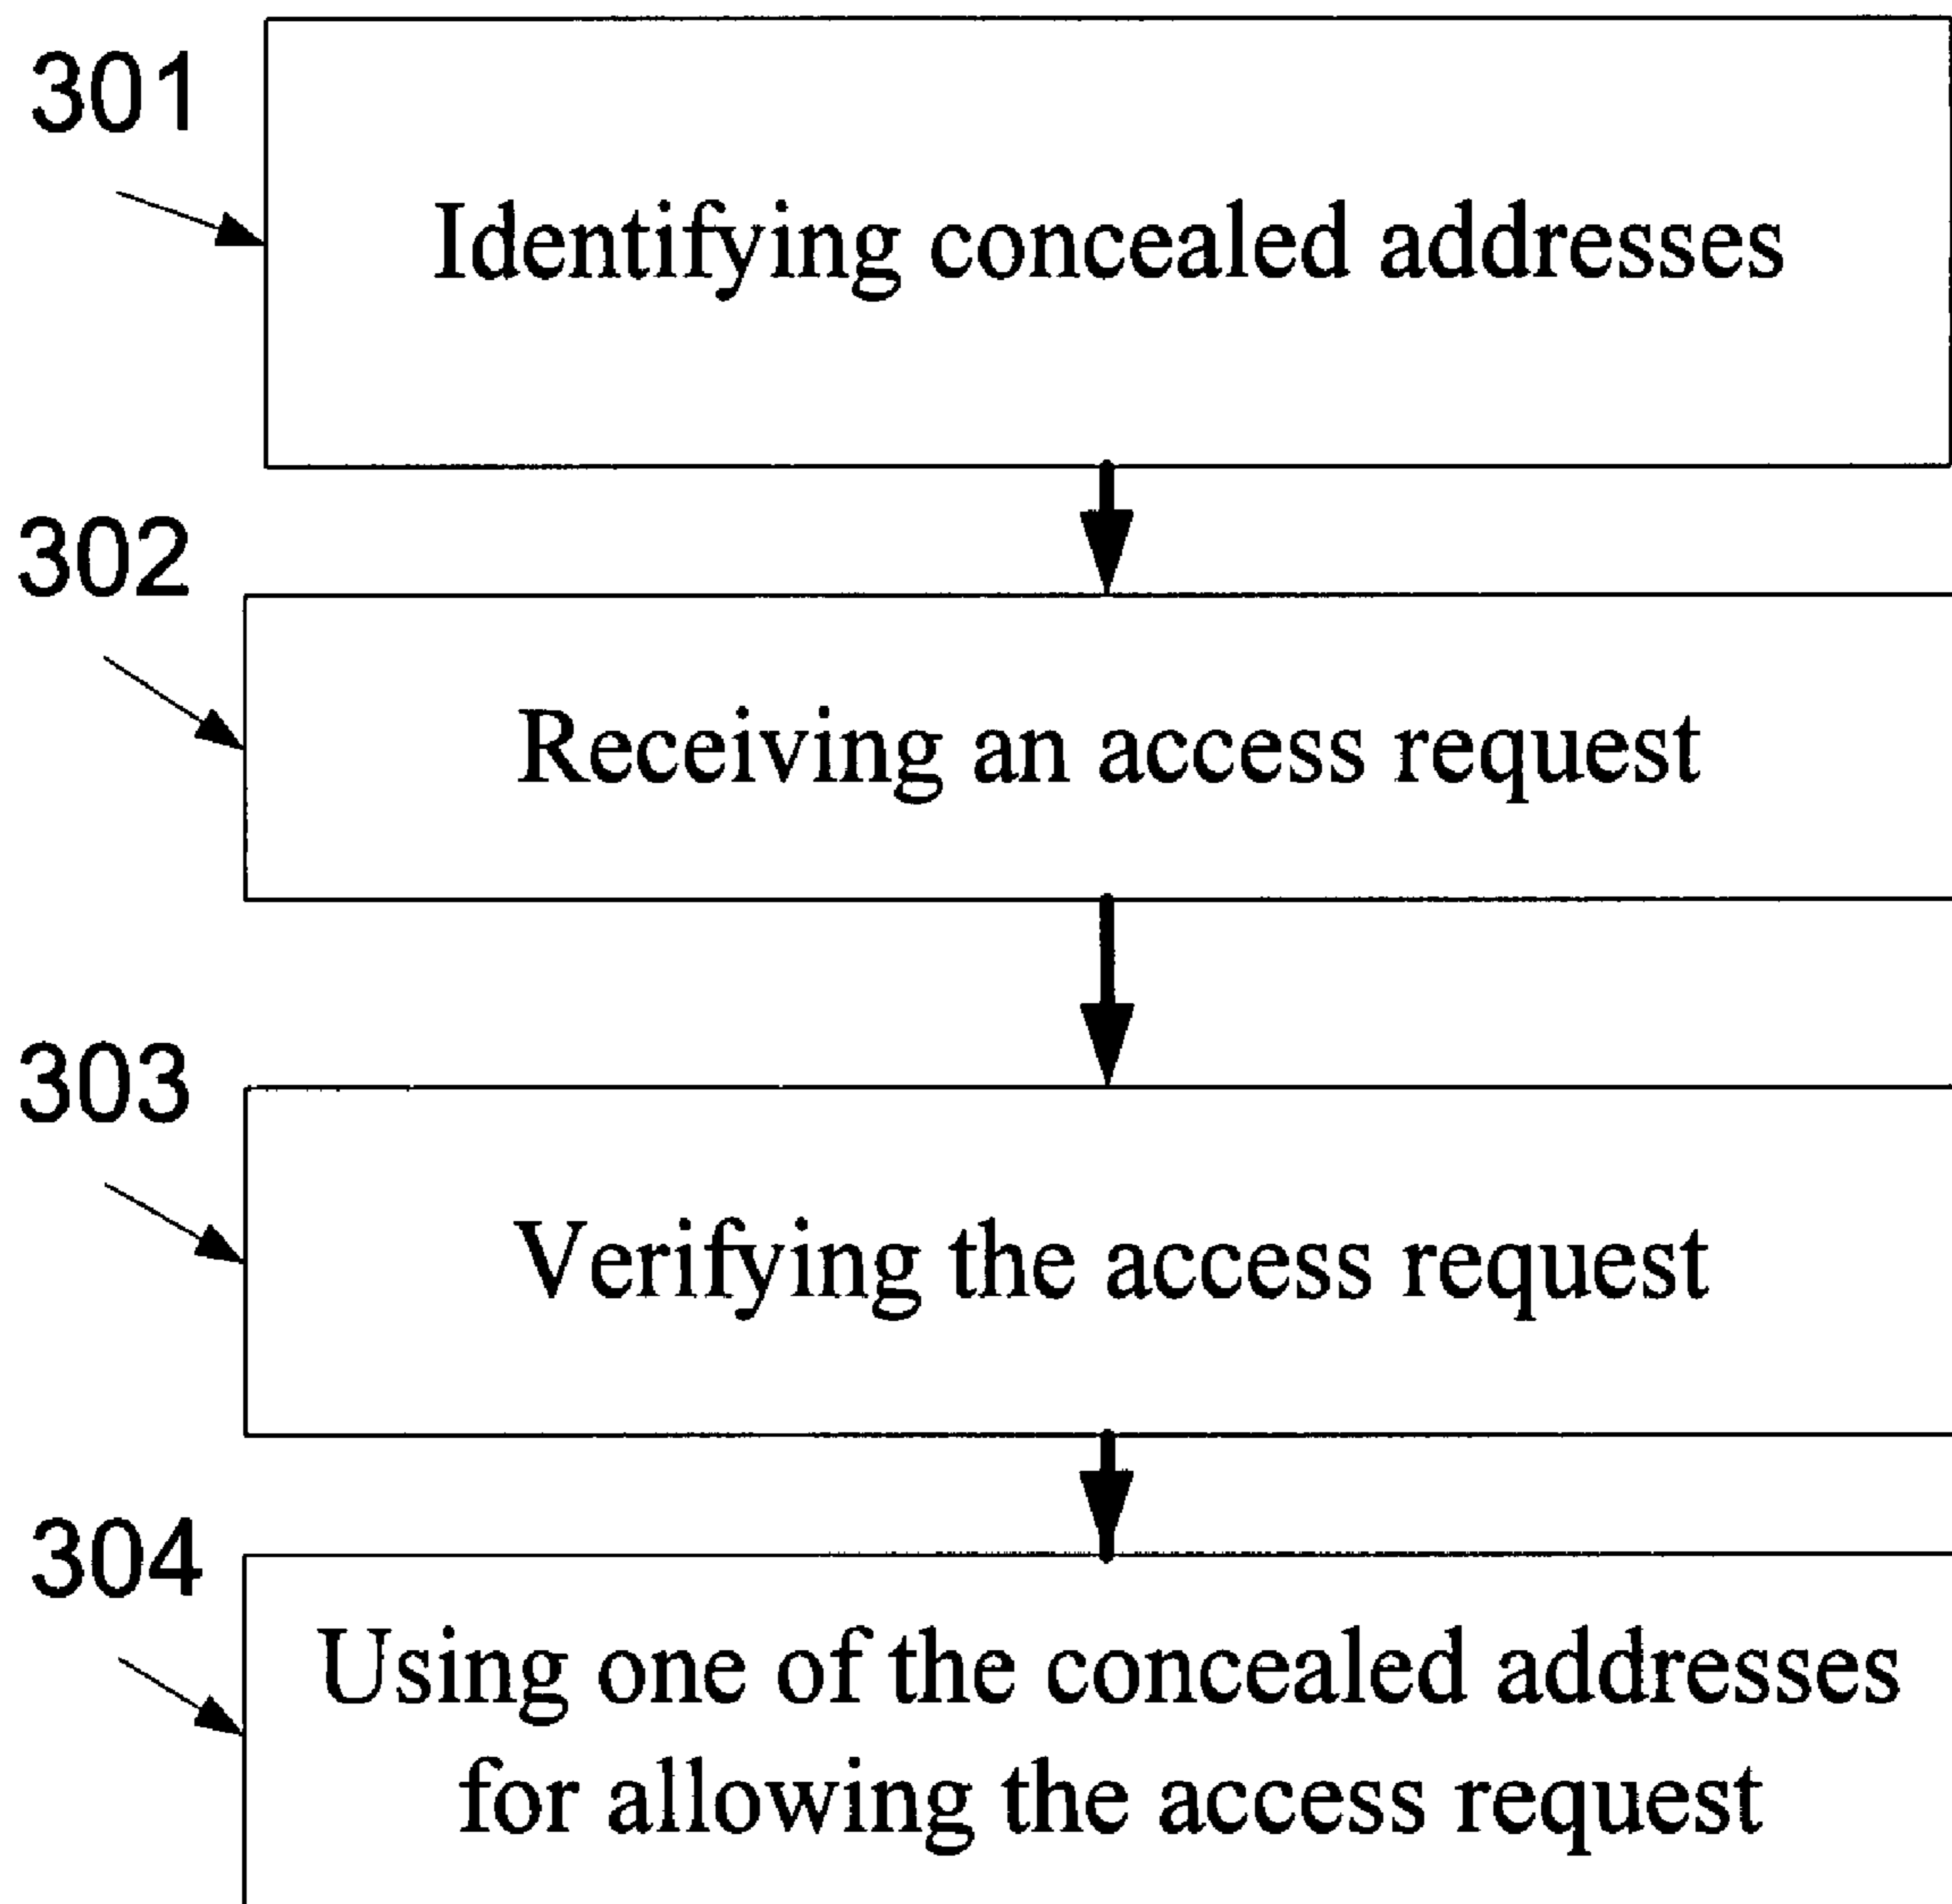 301
Identifying concealed addresses
302
Receiving an access request
303
Verifying the access request
304
Using one of the concealed addresses
for allowing the access request